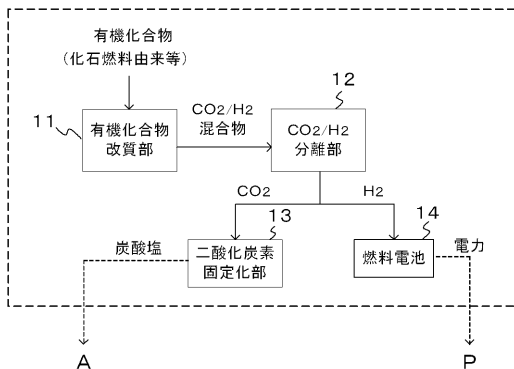 有機化合物
(化石燃料由来等)
11
有機化合物
改質部
CO2/H2
混合物
12
CO2/H2
分離部
CO2
H2
13
二酸化炭素
固定化部
炭酸塩
14
燃料電池
電力
A
P